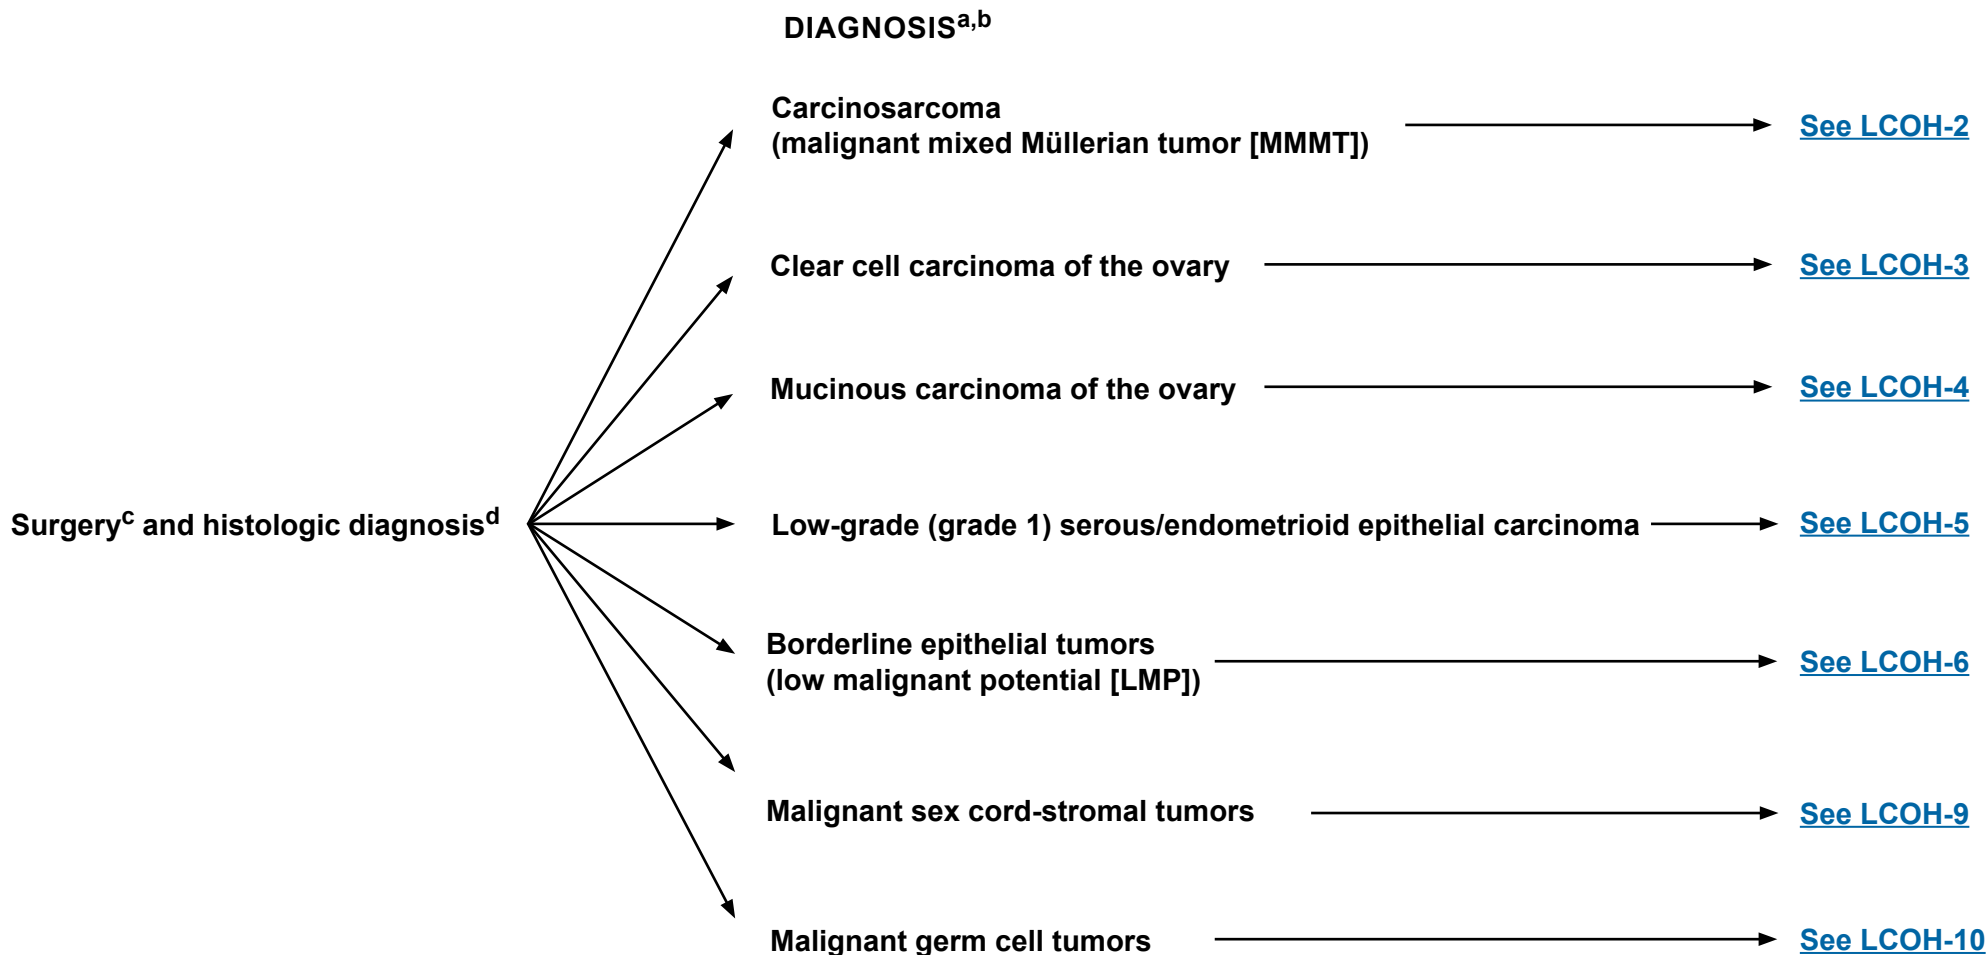 DIAGNOSISa,b
Carcinosarcoma
(malignant mixed Müllerian tumor [MMMT])
See LCOH-2
Clear cell carcinoma of the ovary
See LCOH-3
Mucinous carcinoma of the ovary
See LCOH-4
Surgeryc and histologic diagnosisd
Low-grade (grade 1) serous/endometrioid epithelial carcinoma
See LCOH-5
Borderline epithelial tumors
(low malignant potential [LMP])
See LCOH-6
Malignant sex cord-stromal tumors
See LCOH-9
Malignant germ cell tumors
See LCOH-10